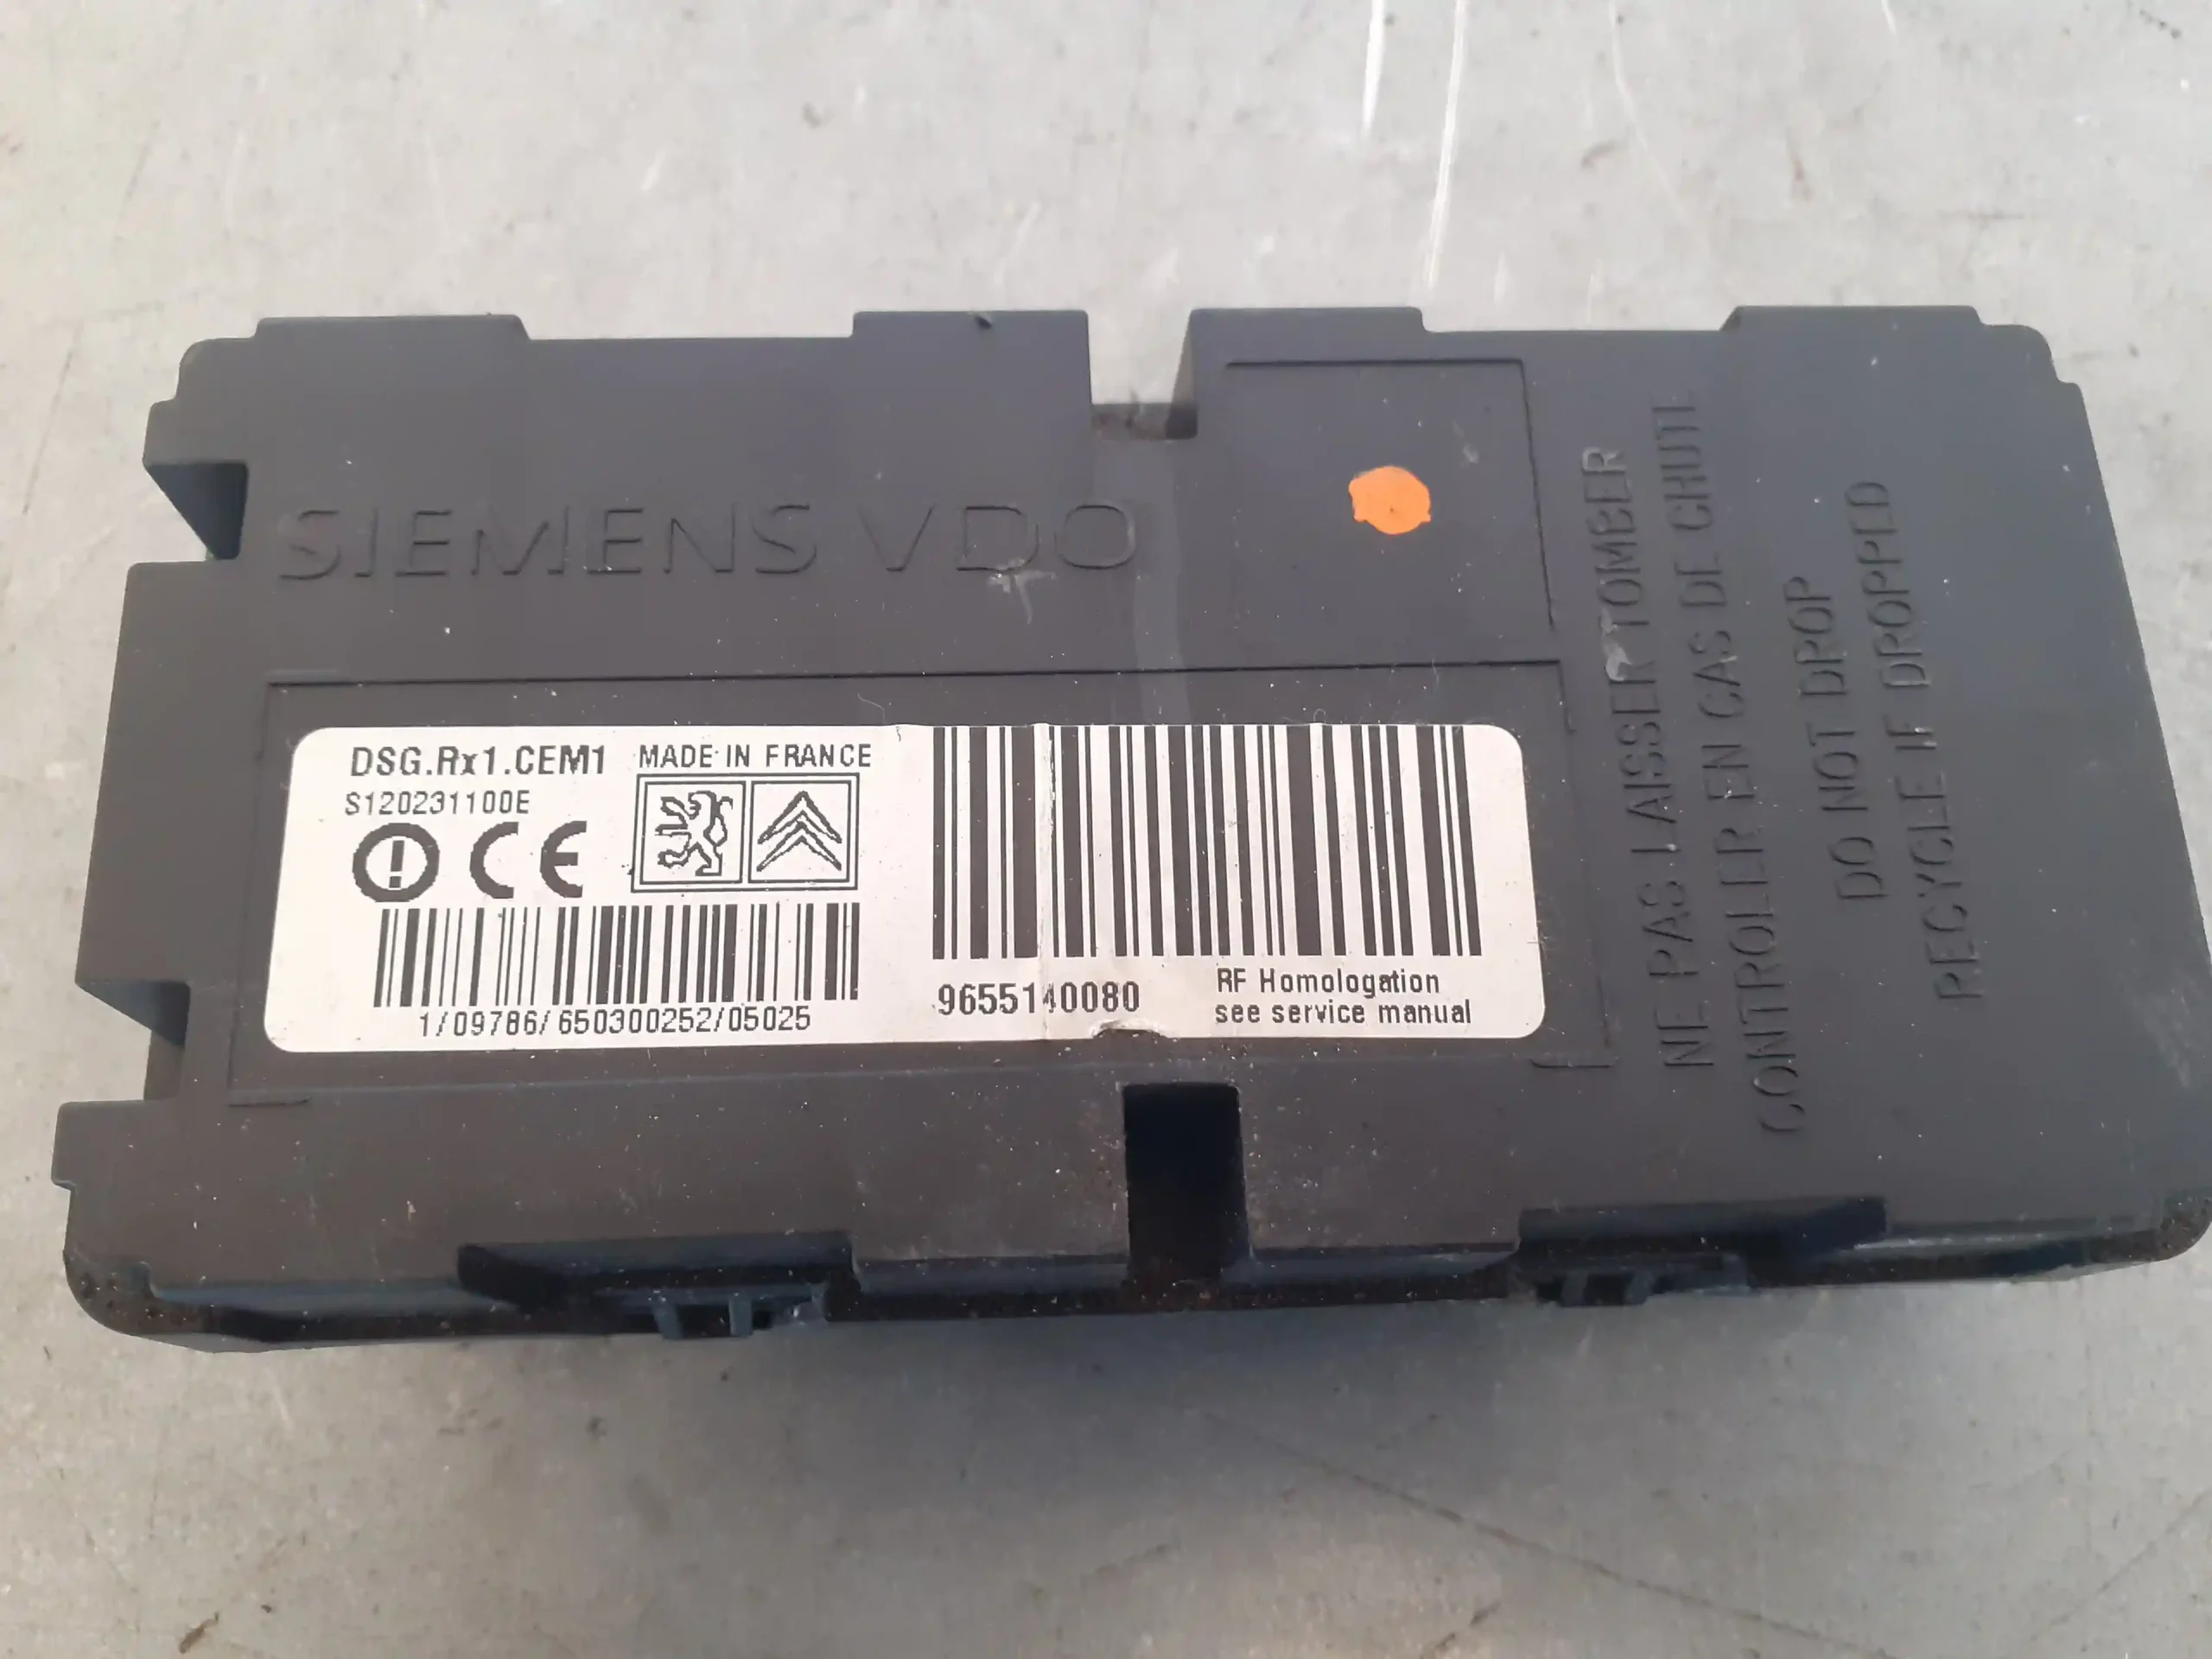 SIEMENS VDO
DSG.Rx1.CEM1
MADE IN FRANCE
S120231100E
CE
1/09786/650300252/05025
9655140080
RF Homologation
see service manual
NE PAS LAISSER TOMBER
CONTROLER EN CAS DE CHUTE
DO NOT DROP
RECYCLE IF DROPPED